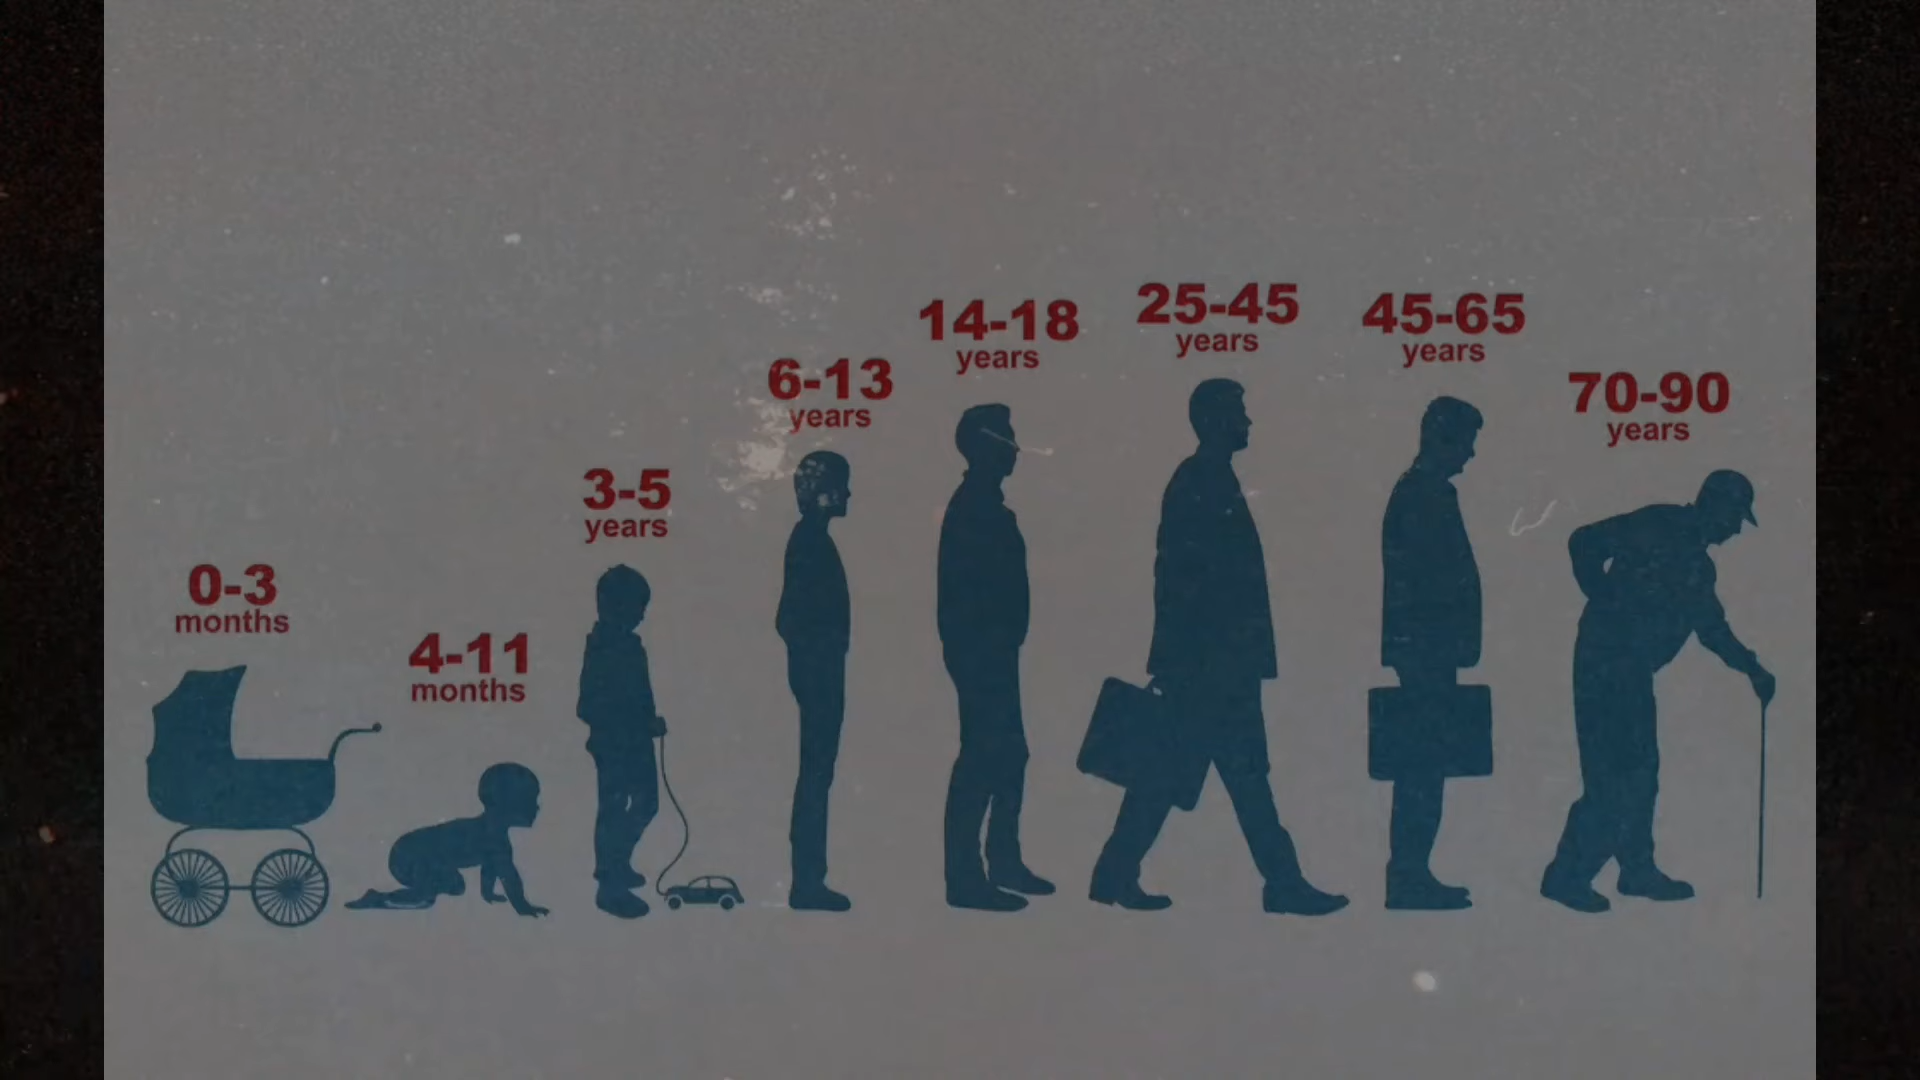 0-3
months
4-11
months
3-5
years
6-13
years
14-18
years
25-45
years
45-65
years
70-90
years